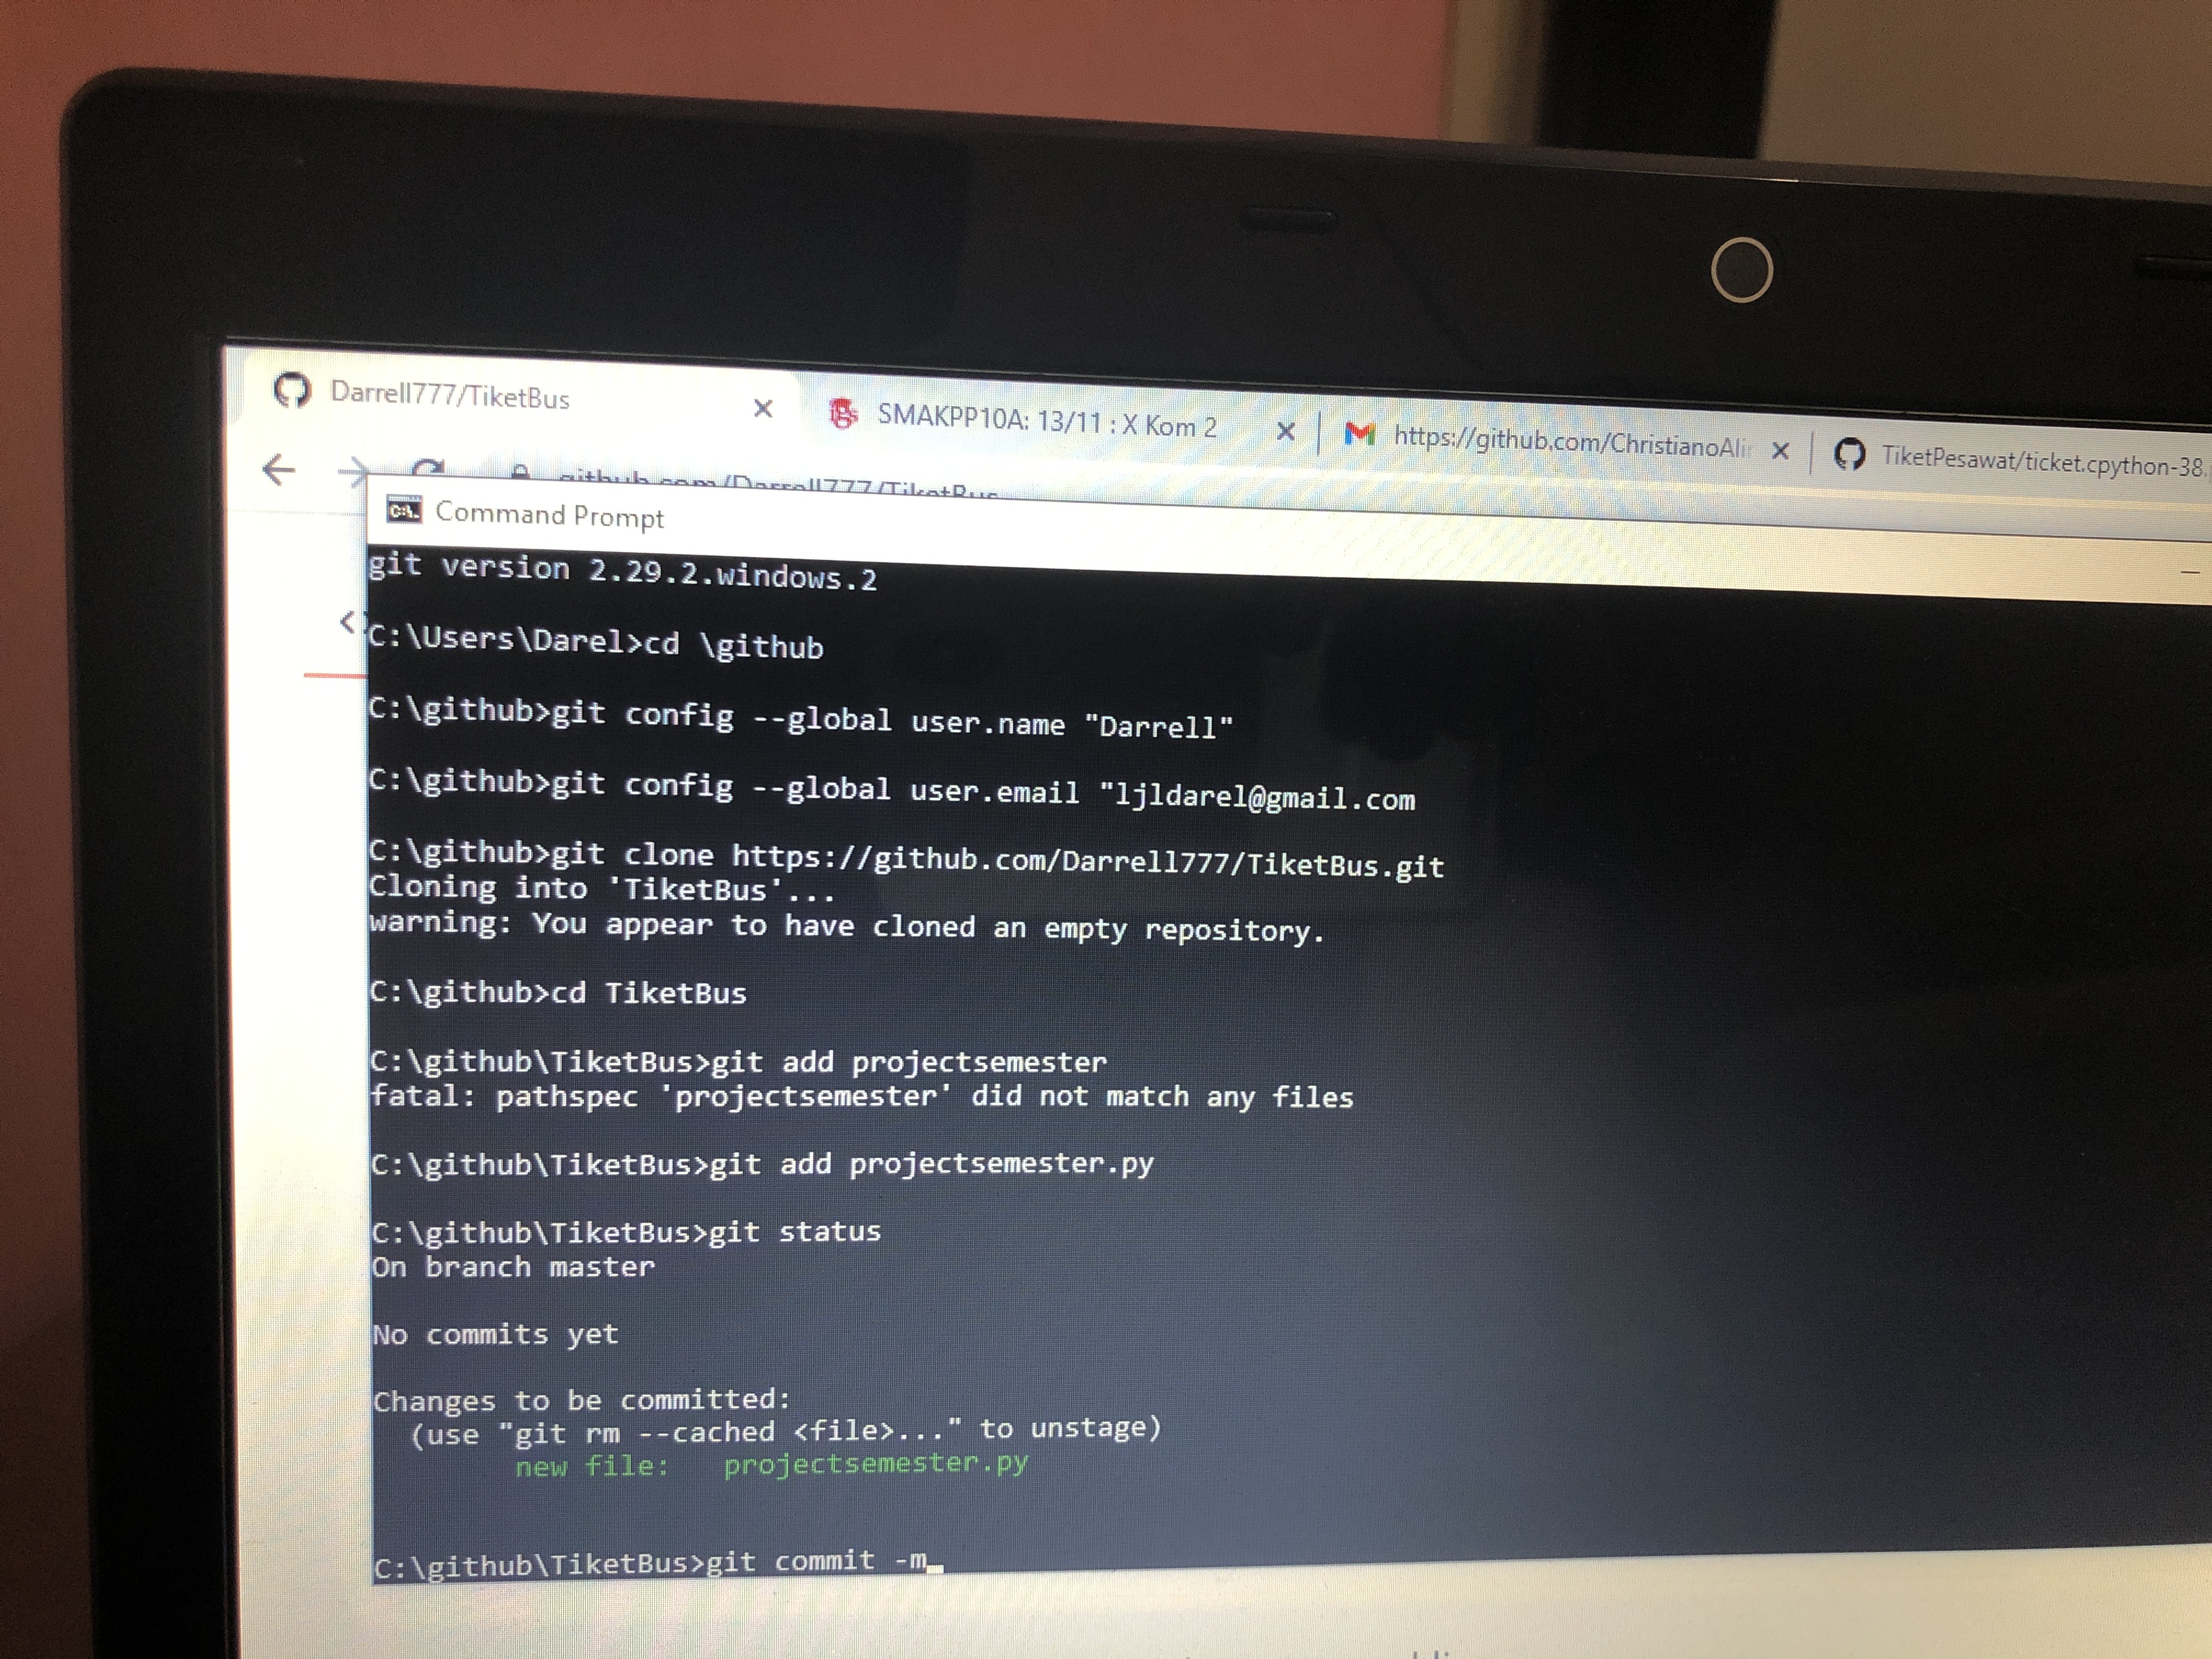 Darrell777/TiketBus
SMAKPP10A: 13/11 : X Kom 2
https://github.com/ChristianoAli
TiketPesawat/ticket.cpython-38.
github.com/Darrell777/TiketBus
C:\.
Command Prompt
git version 2.29.2.windows.2
C:\Users\Darel>cd \github
C:\github>git config --global user.name "Darrell"
C:\github>git config --global user.email "ljldarel@gmail.com
C:\github>git clone https://github.com/Darrell777/TiketBus.git
Cloning into 'TiketBus'...
warning: You appear to have cloned an empty repository.
C:\github>cd TiketBus
C:\github\TiketBus>git add projectsemester
fatal: pathspec 'projectsemester' did not match any files
C:\github\TiketBus>git add projectsemester.py
C:\github\TiketBus>git status
On branch master
No commits yet
Changes to be committed:
(use "git rm --cached <file>..." to unstage)
new file: projectsemester.py
C:\github\TiketBus>git commit -m_